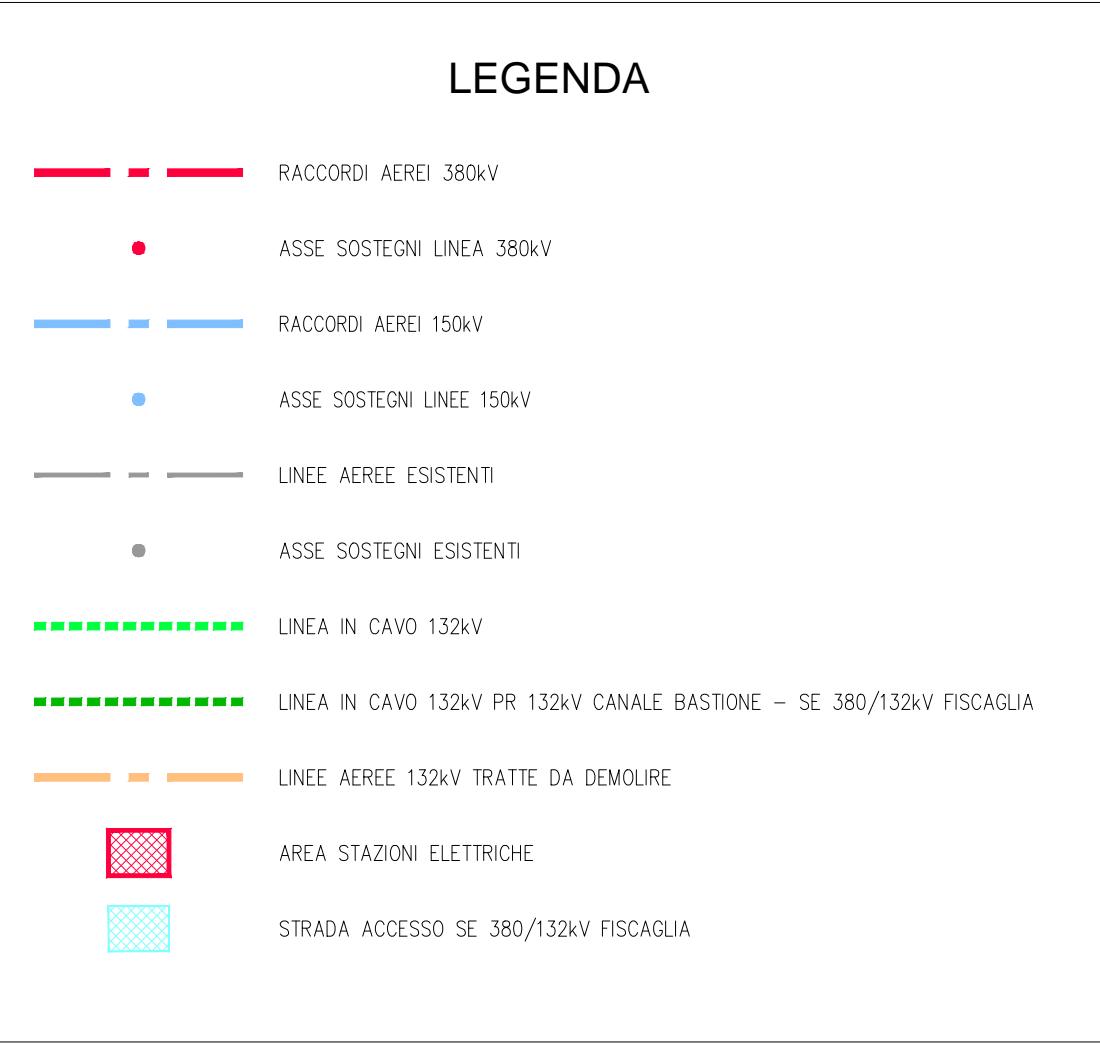 LEGENDA
RACCORDI AEREI 380kV
ASSE SOSTEGNI LINEA 380kV
RACCORDI AEREI 150kV
ASSE SOSTEGNI LINEE 150kV
LINEE AEREE ESISTENTI
ASSE SOSTEGNI ESISTENTI
LINEA IN CAVO 132kV
LINEA IN CAVO 132kV PR 132kV CANALE BASTIONE – SE 380/132kV FISCAGLIA
LINEE AEREE 132kV TRATTE DA DEMOLIRE
AREA STAZIONI ELETTRICHE
STRADA ACCESSO SE 380/132kV FISCAGLIA